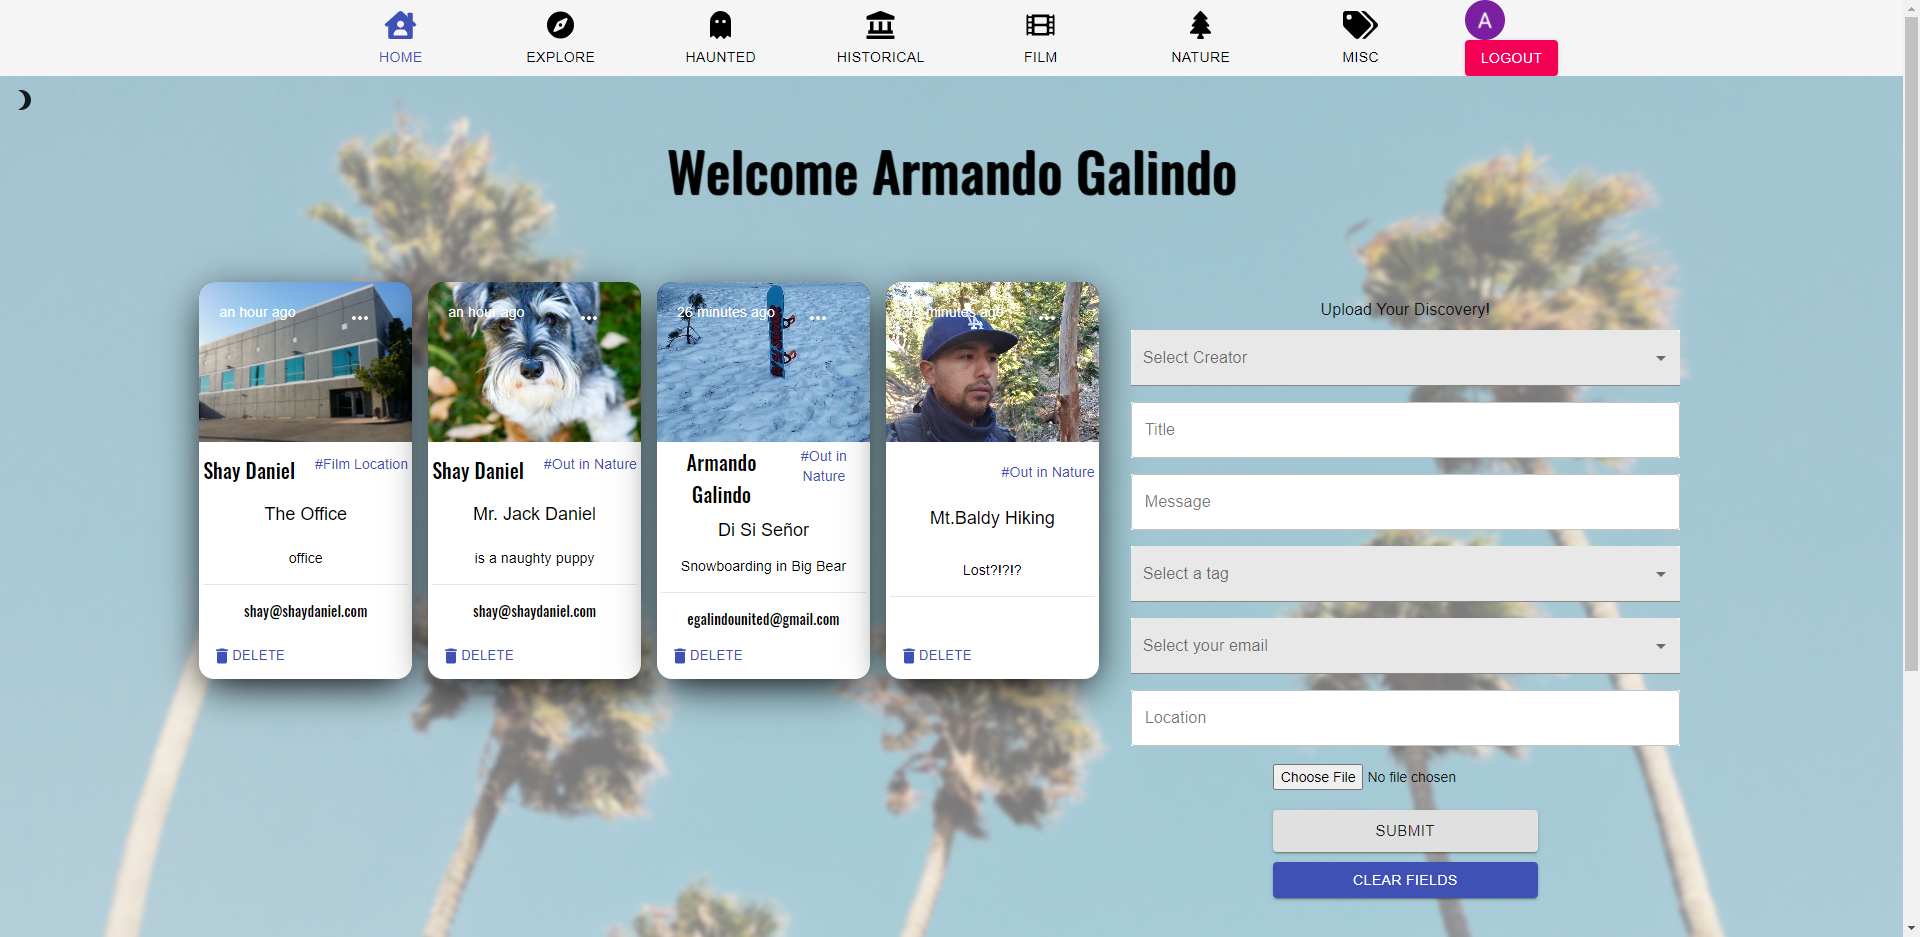 HOME
EXPLORE
HAUNTED
HISTORICAL
FILM
NATURE
MISC
A
LOGOUT
Welcome Armando Galindo
an hour ago
Shay Daniel
#Film Location
The Office
office
shay@shaydaniel.com
DELETE
an hour ago
Shay Daniel
#Out in Nature
Mr. Jack Daniel
is a naughty puppy
shay@shaydaniel.com
DELETE
26 minutes ago
Armando
Galindo
#Out in
Nature
Di Si Señor
Snowboarding in Big Bear
egalindounited@gmail.com
DELETE
minutes ago
#Out in Nature
Mt.Baldy Hiking
Lost?!?!?
DELETE
Upload Your Discovery!
Select Creator
Title
Message
Select a tag
Select your email
Location
Choose File No file chosen
SUBMIT
CLEAR FIELDS